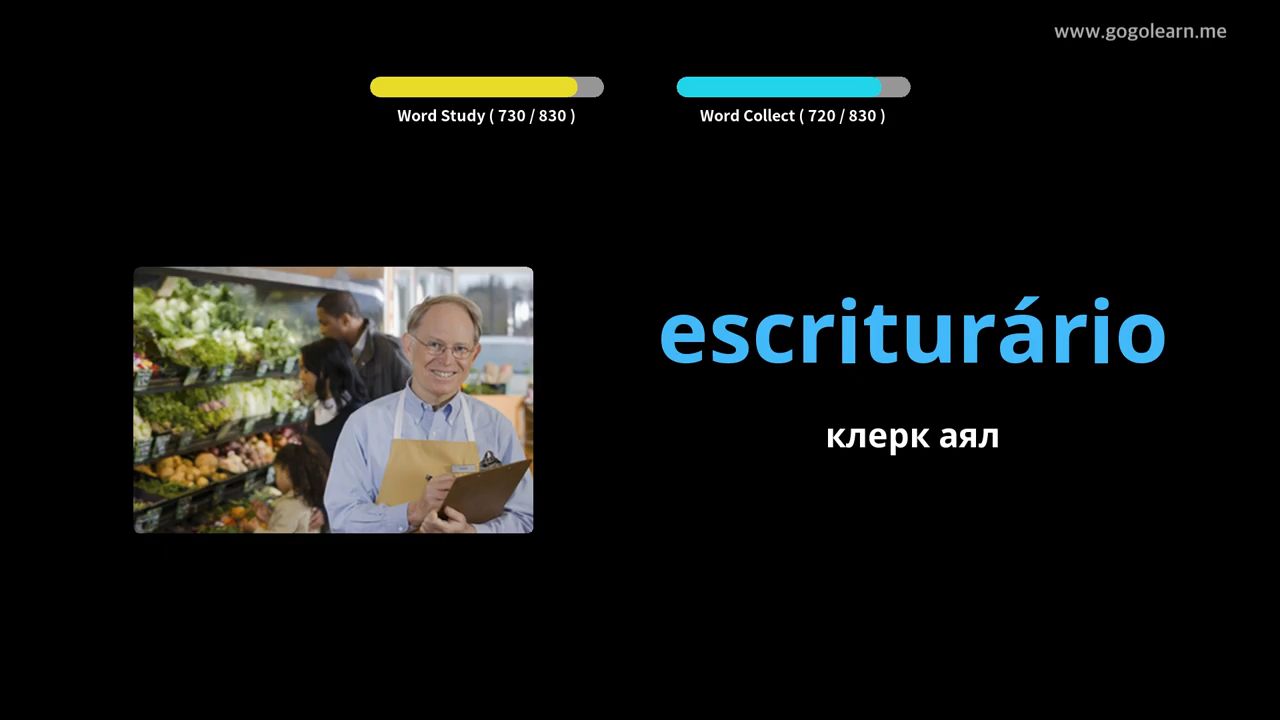 www.gogolearn.me
Word Study ( 730 / 830 )
Word Collect ( 720 / 830 )
escriturário
клерк аял